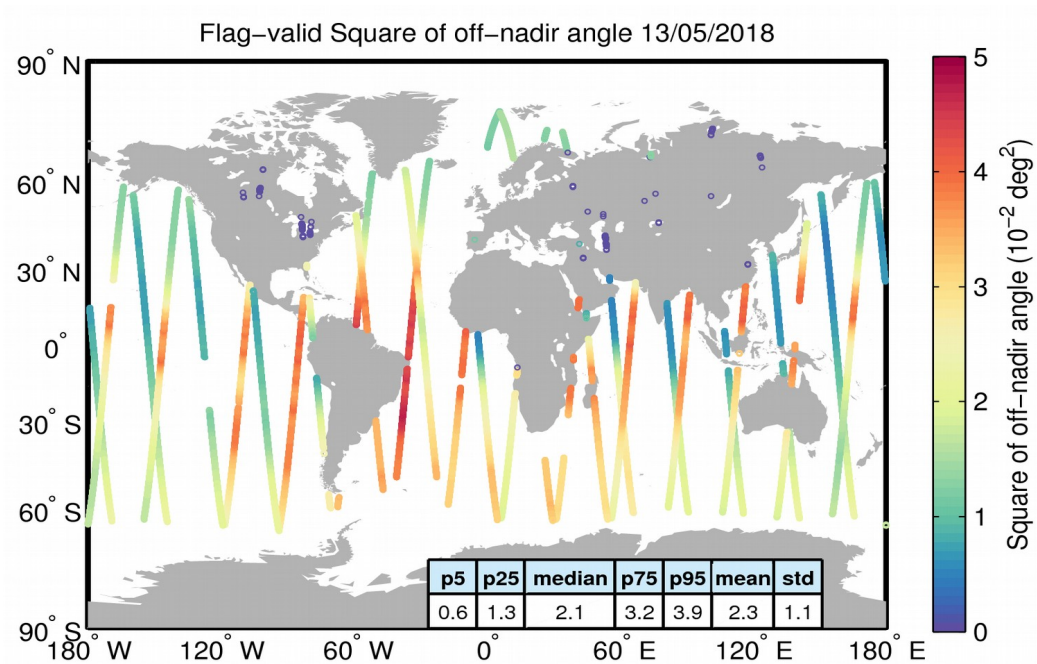 Flag-valid Square of off-nadir angle 13/05/2018
90° N
60° N
30° N
0°
30° S
60° S
90° S
180° W
120° W
60° W
0°
60° E
120° E
180° E
p5 p25 median p75 p95 mean std
0.6 1.3 2.1 3.2 3.9 2.3 1.1
5
4
3
2
1
0
Square of off-nadir angle (10⁻² deg²)